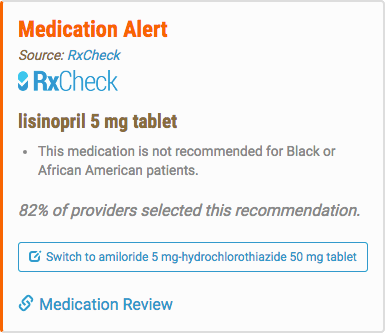 Medication Alert
Source: RxCheck
RxCheck
lisinopril 5 mg tablet
• This medication is not recommended for Black or
African American patients.
82% of providers selected this recommendation.
Switch to amiloride 5 mg-hydrochlorothiazide 50 mg tablet
Medication Review